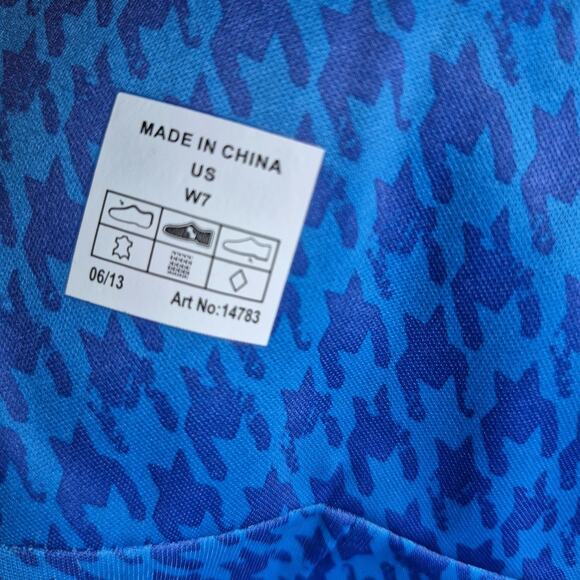 MADE IN CHINA
US
W7
06/13
Art No:14783